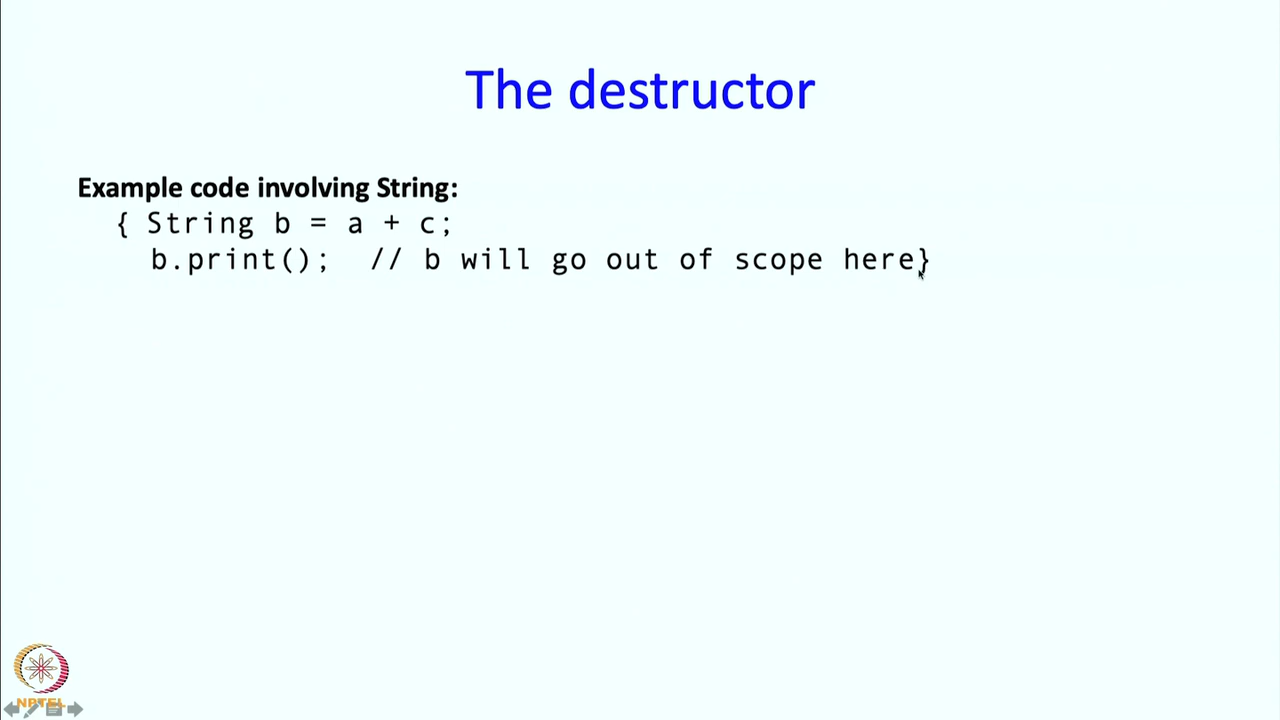 The destructor
Example code involving String:
{ String b = a + c;
b.print();  // b will go out of scope here}
NPTEL